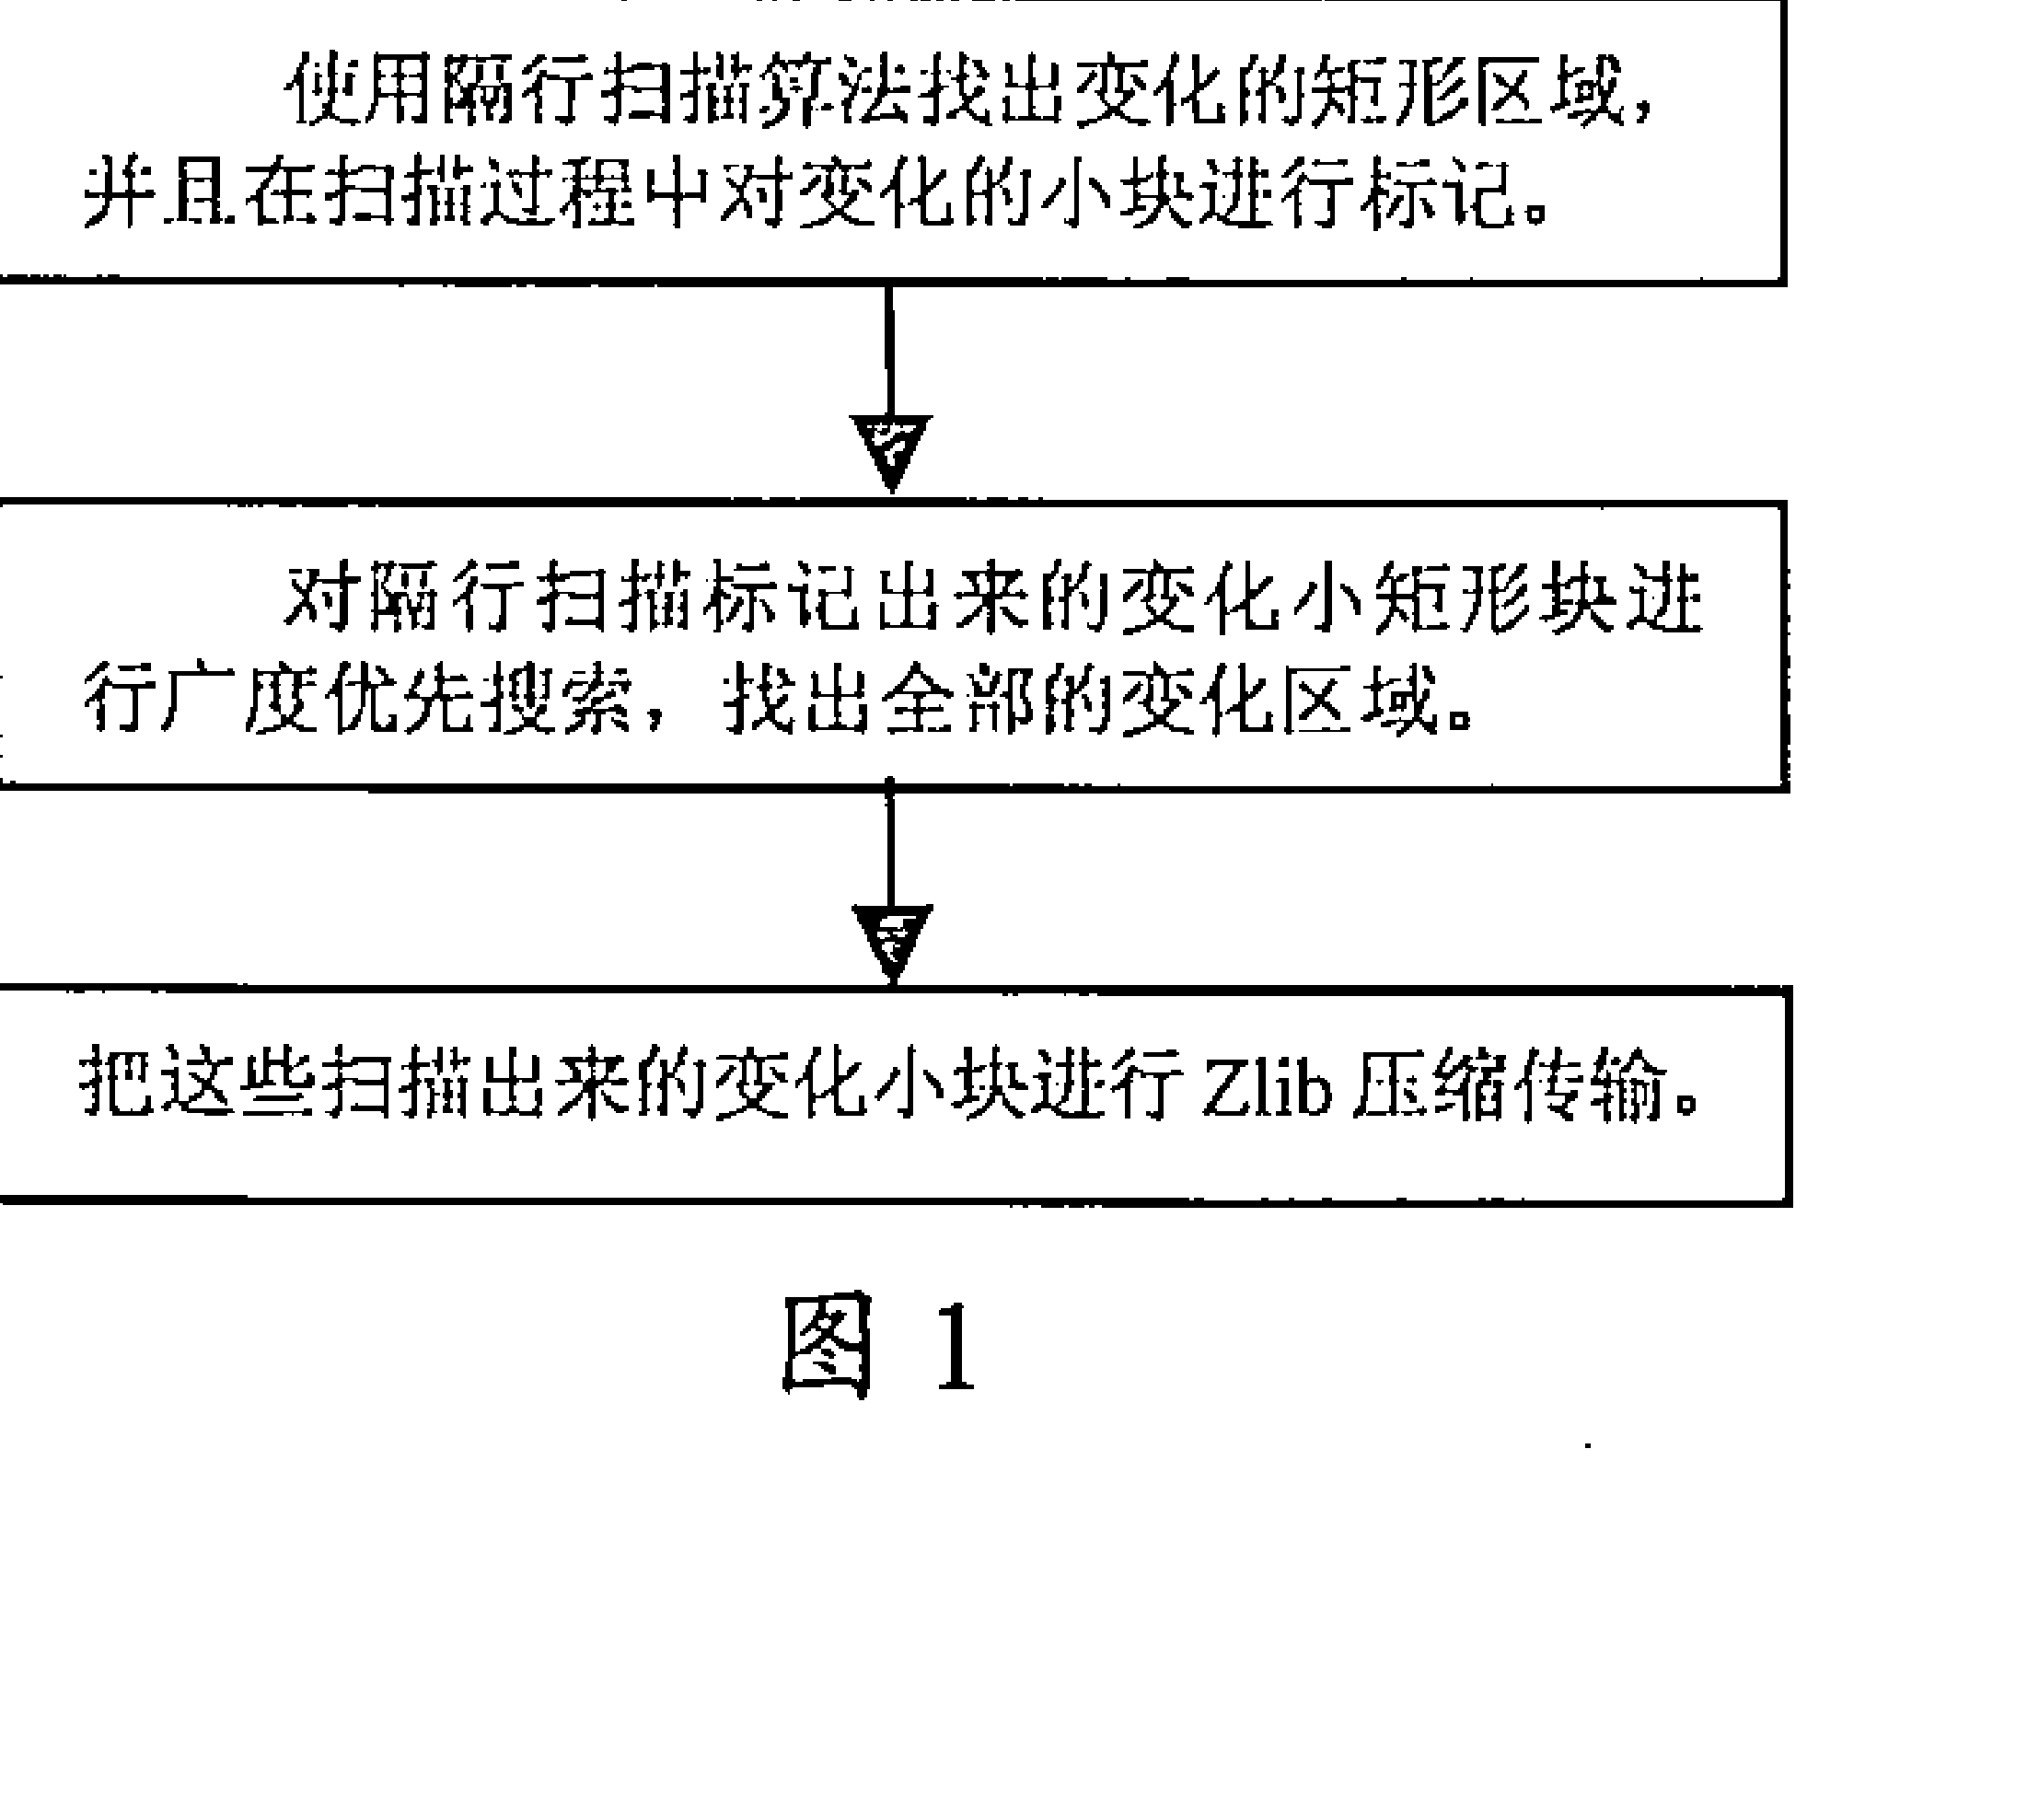 使用隔行扫描算法找出变化的矩形区域，
并且在扫描过程中对变化的小块进行标记。
对隔行扫描标记出来的变化小矩形块进
行广度优先搜索，找出全部的变化区域。
把这些扫描出来的变化小块进行 Zlib 压缩传输。
图 1